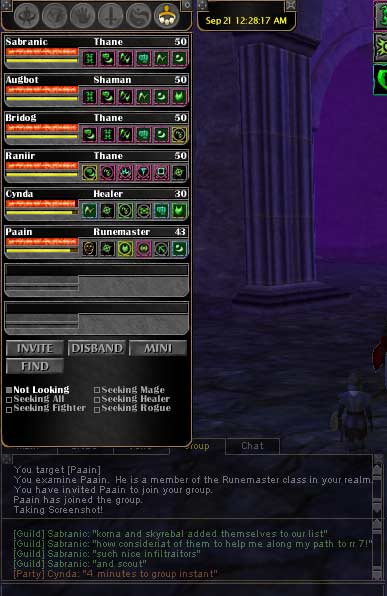 Sep 21 12:28:17 AM
Sabranic Thane 50
Augbot Shaman 50
Bridog Thane 50
Raniir Thane 50
Cynda Healer 30
Paain Runemaster 43
INVITE DISBAND MINI
FIND
Not Looking Seeking Mage
Seeking All Seeking Healer
Seeking Fighter Seeking Rogue
Group Chat
You target [Paain]
You examine Paain. He is a member of the Runemaster class in your realm
You have invited Paain to join your group.
Paain has joined the group.
Taking Screenshot!
[Guild] Sabranic: "korna and skyrebal added themselves to our list"
[Guild] Sabranic: "how consideriat of them to help me along my path to rr 7!"
[Guild] Sabranic: "such nice infiltraitors"
[Guild] Sabranic: "and scout"
[Party] Cynda: "4 minutes to group instant"